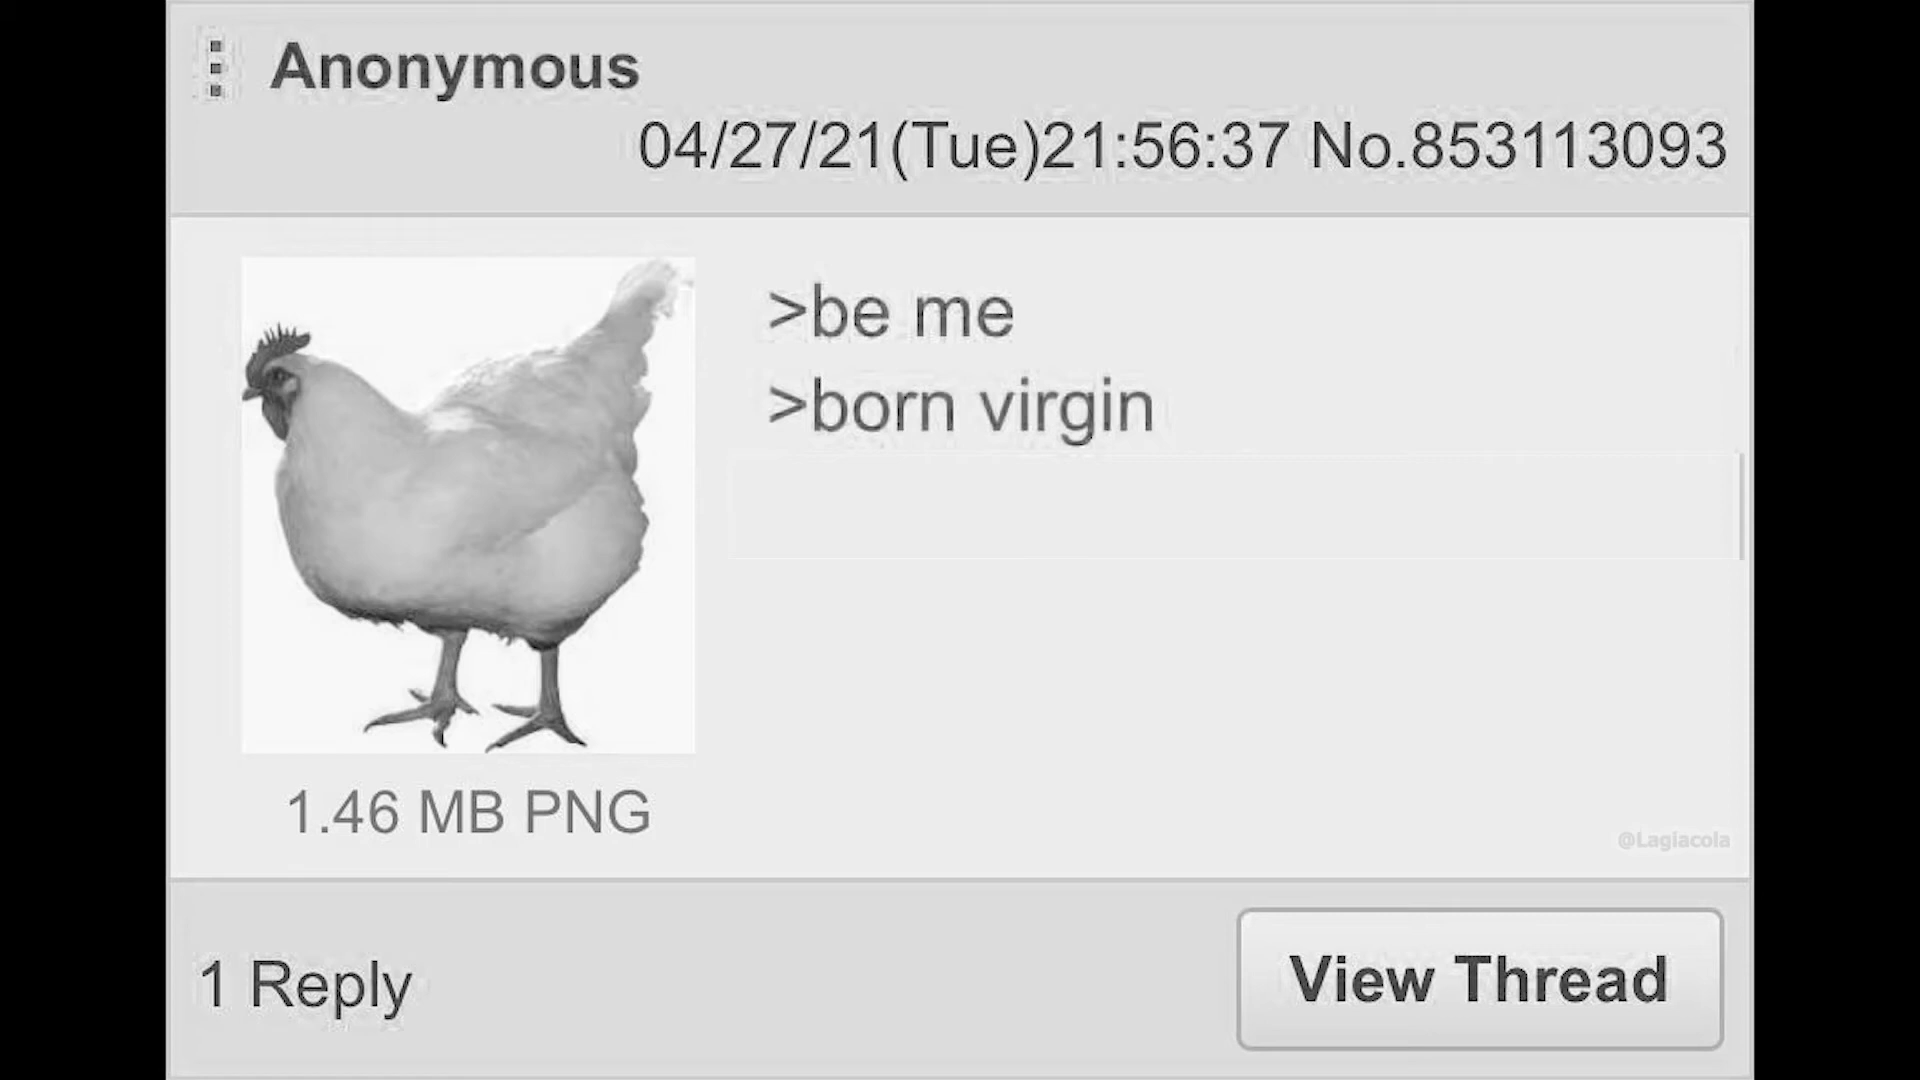 Anonymous
04/27/21(Tue)21:56:37 No.853113093
>be me
>born virgin
1.46 MB PNG
@Lagiacola
1 Reply
View Thread